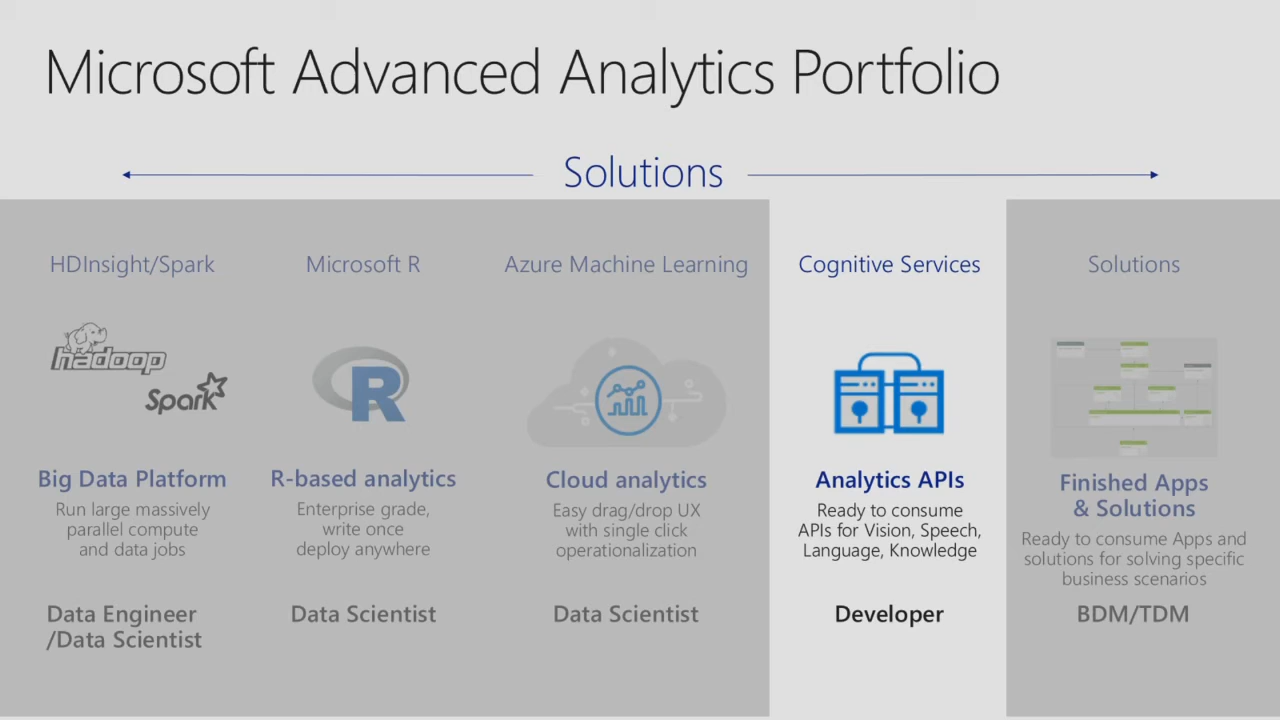 Microsoft Advanced Analytics Portfolio
Solutions
HDInsight/Spark
hadoop
Spark
Big Data Platform
Run large massively
parallel compute
and data jobs
Data Engineer
/Data Scientist
Microsoft R
R
R-based analytics
Enterprise grade,
write once
deploy anywhere
Data Scientist
Azure Machine Learning
Cloud analytics
Easy drag/drop UX
with single click
operationalization
Data Scientist
Cognitive Services
Analytics APIs
Ready to consume
APIs for Vision, Speech,
Language, Knowledge
Developer
Solutions
Finished Apps
& Solutions
Ready to consume Apps and
solutions for solving specific
business scenarios
BDM/TDM